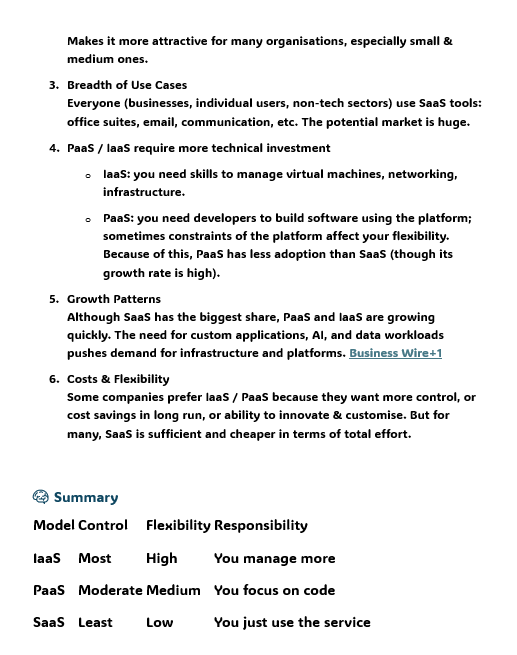 Makes it more attractive for many organisations, especially small &
medium ones.
3. Breadth of Use Cases
Everyone (businesses, individual users, non-tech sectors) use SaaS tools:
office suites, email, communication, etc. The potential market is huge.
4. PaaS / IaaS require more technical investment
o IaaS: you need skills to manage virtual machines, networking,
infrastructure.
o PaaS: you need developers to build software using the platform;
sometimes constraints of the platform affect your flexibility.
Because of this, PaaS has less adoption than SaaS (though its
growth rate is high).
5. Growth Patterns
Although SaaS has the biggest share, PaaS and IaaS are growing
quickly. The need for custom applications, AI, and data workloads
pushes demand for infrastructure and platforms. Business Wire+1
6. Costs & Flexibility
Some companies prefer IaaS / PaaS because they want more control, or
cost savings in long run, or ability to innovate & customise. But for
many, SaaS is sufficient and cheaper in terms of total effort.
Summary
Model Control Flexibility Responsibility
IaaS Most High You manage more
PaaS Moderate Medium You focus on code
SaaS Least Low You just use the service